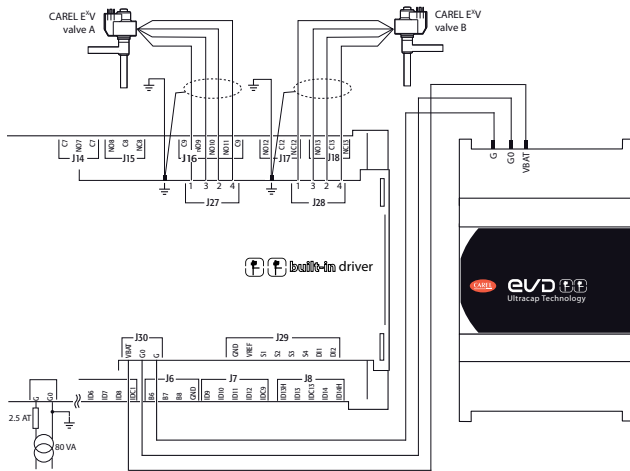 CAREL EXV
valve A
CAREL EXV
valve B
C7
NO7
C7
J14
NO8
C8
NC8
J15
C9
NO9
NO10
NO11
C9
J16
NO12
C12
NC12
J17
NO13
C13
NC13
J18
1 3 2 4
J27
1 3 2 4
J28
G
G0
VBAT
built-in driver
CAREL
evd
Ultracap Technology
J30
VBAT
G0
G
J29
GND
VREF
S1
S2
S3
S4
DI1
DI2
G
G0
ID6
ID7
ID8
IDC1
J6
B6
B7
B8
GND
J7
ID9
ID10
ID11
ID12
IDC9
J8
ID13H
ID13
IDC13
ID14
ID14H
2.5 AT
80 VA